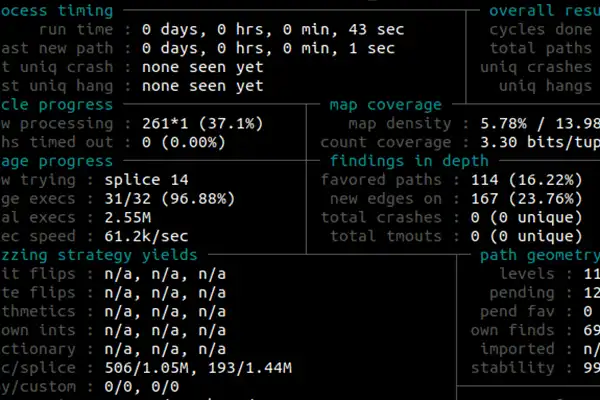 ocess timing overall resu
run time : 0 days, 0 hrs, 0 min, 43 sec cycles done
ast new path : 0 days, 0 hrs, 0 min, 1 sec total paths
t uniq crash : none seen yet uniq crashes
st uniq hang : none seen yet uniq hangs
cle progress map coverage
w processing : 261*1 (37.1%) map density : 5.78% / 13.98
hs timed out : 0 (0.00%) count coverage : 3.30 bits/tup
age progress findings in depth
w trying : splice 14 favored paths : 114 (16.22%)
ge execs : 31/32 (96.88%) new edges on : 167 (23.76%)
al execs : 2.55M total crashes : 0 (0 unique)
ec speed : 61.2k/sec total tmouts : 0 (0 unique)
zzing strategy yields path geometry
it flips : n/a, n/a, n/a levels : 11
te flips : n/a, n/a, n/a pending : 12
thmetics : n/a, n/a, n/a pend fav : 0
own ints : n/a, n/a, n/a own finds : 69
ctionary : n/a, n/a, n/a imported : n/
c/splice : 506/1.05M, 193/1.44M stability : 99
y/custom : 0/0, 0/0